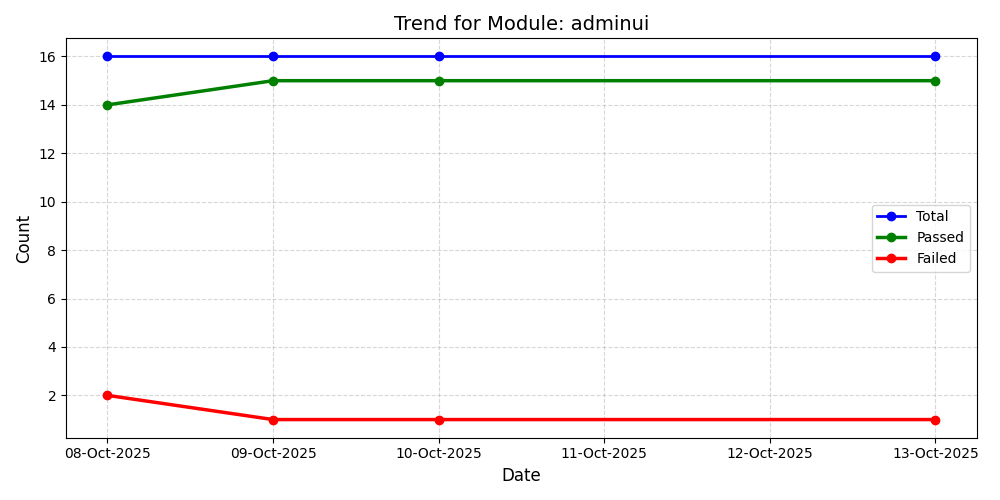 Trend for Module: adminui
16
14
12
10
8
6
4
2
Count
Total
Passed
Failed
08-Oct-2025 09-Oct-2025 10-Oct-2025 11-Oct-2025 12-Oct-2025 13-Oct-2025
Date